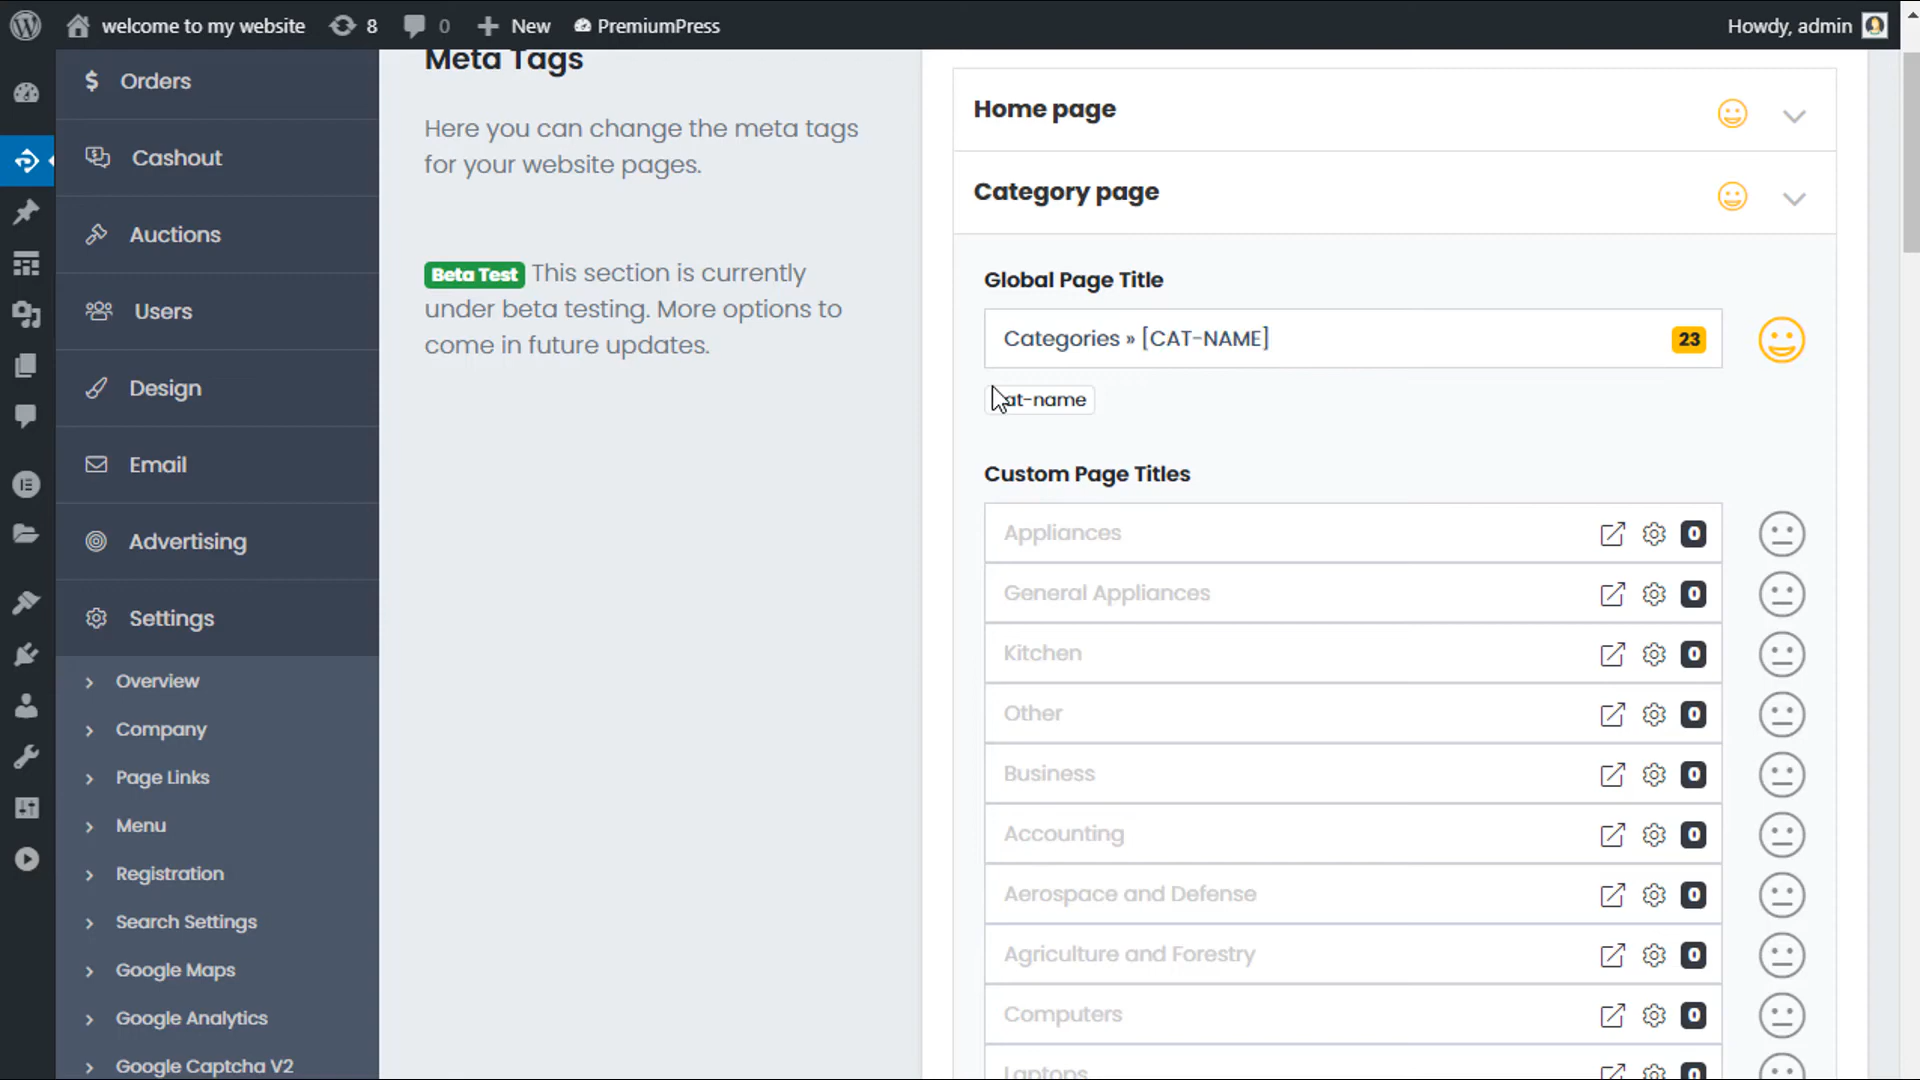 welcome to my website 8 0 New PremiumPress Howdy, admin
Orders
Cashout
Auctions
Users
Design
Email
Advertising
Settings
Overview
Company
Page Links
Menu
Registration
Search Settings
Google Maps
Google Analytics
Google Captcha V2
Meta Tags
Here you can change the meta tags
for your website pages.
Beta Test This section is currently
under beta testing. More options to
come in future updates.
Home page
Category page
Global Page Title
Categories » [CAT-NAME] 23
at-name
Custom Page Titles
Appliances 0
General Appliances 0
Kitchen 0
Other 0
Business 0
Accounting 0
Aerospace and Defense 0
Agriculture and Forestry 0
Computers 0
Laptops 0